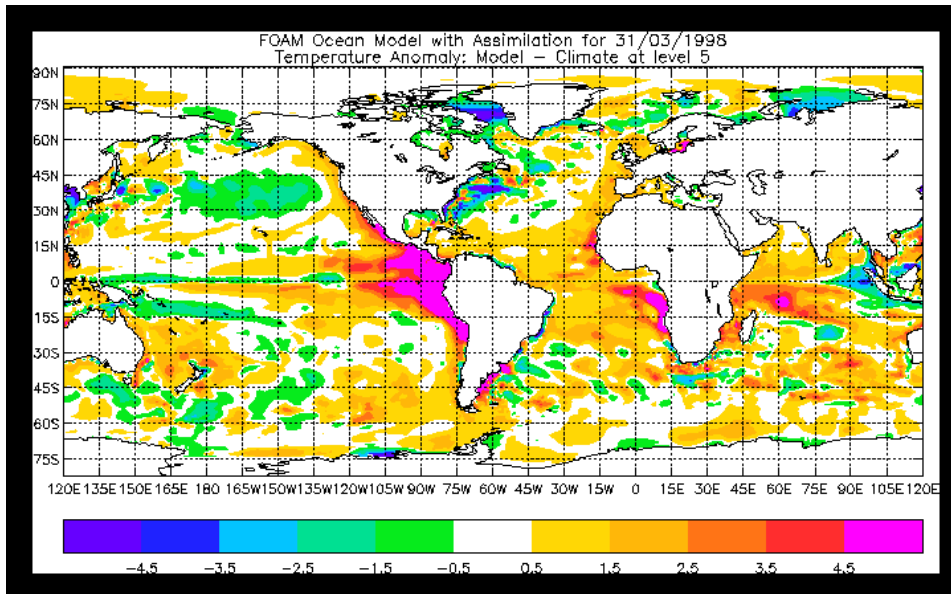 FOAM Ocean Model with Assimilation for 31/03/1998
Temperature Anomaly: Model – Climate at level 5
90N
75N
60N
45N
30N
15N
0
15S
30S
45S
60S
75S
120E 135E 150E 165E 180 165W 150W 135W 120W 105W 90W 75W 60W 45W 30W 15W 0 15E 30E 45E 60E 75E 90E 105E 120E
−4.5 −3.5 −2.5 −1.5 −0.5 0.5 1.5 2.5 3.5 4.5